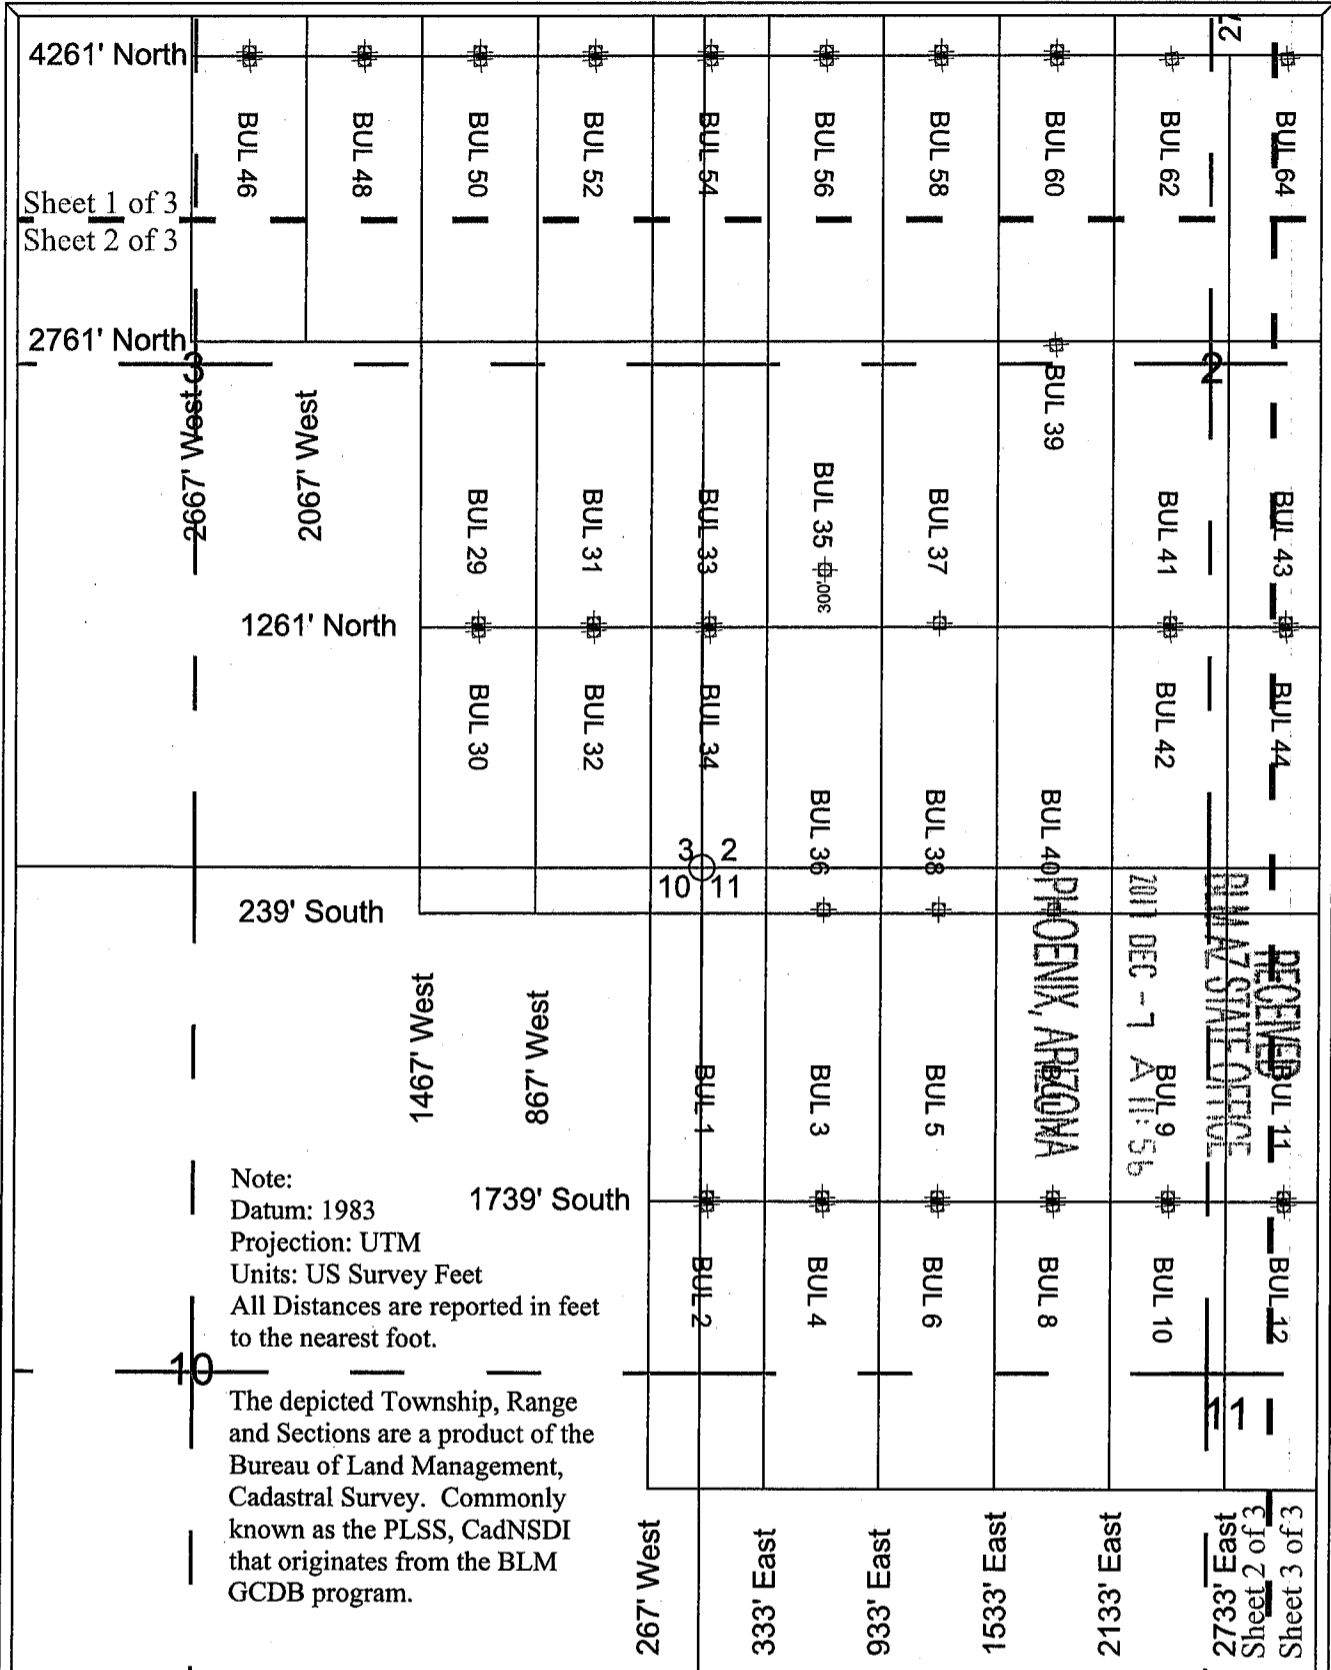 4261' North
BUL 46
BUL 48
BUL 50
BUL 52
BUL 54
BUL 56
BUL 58
BUL 60
BUL 62
BUL 64
Sheet 1 of 3
Sheet 2 of 3
2761' North
3
2
2667' West
2067' West
BUL 39
BUL 29
BUL 31
BUL 33
BUL 35
300'
BUL 37
BUL 41
BUL 43
1261' North
BUL 30
BUL 32
BUL 34
BUL 42
BUL 44
BUL 36
BUL 38
BUL 40
3 2
10 11
239' South
1467' West
867' West
RECEIVED
BLM AZ STATE OFFICE
2017 DEC -7 A 11: 56
PHOENIX, ARIZONA
BUL 1
BUL 3
BUL 5
BUL 9
BUL 11
1739' South
BUL 2
BUL 4
BUL 6
BUL 8
BUL 10
BUL 12
Note:
Datum: 1983
Projection: UTM
Units: US Survey Feet
All Distances are reported in feet
to the nearest foot.
10
11
The depicted Township, Range
and Sections are a product of the
Bureau of Land Management,
Cadastral Survey. Commonly
known as the PLSS, CadNSDI
that originates from the BLM
GCDB program.
267' West
333' East
933' East
1533' East
2133' East
2733' East
Sheet 2 of 3
Sheet 3 of 3